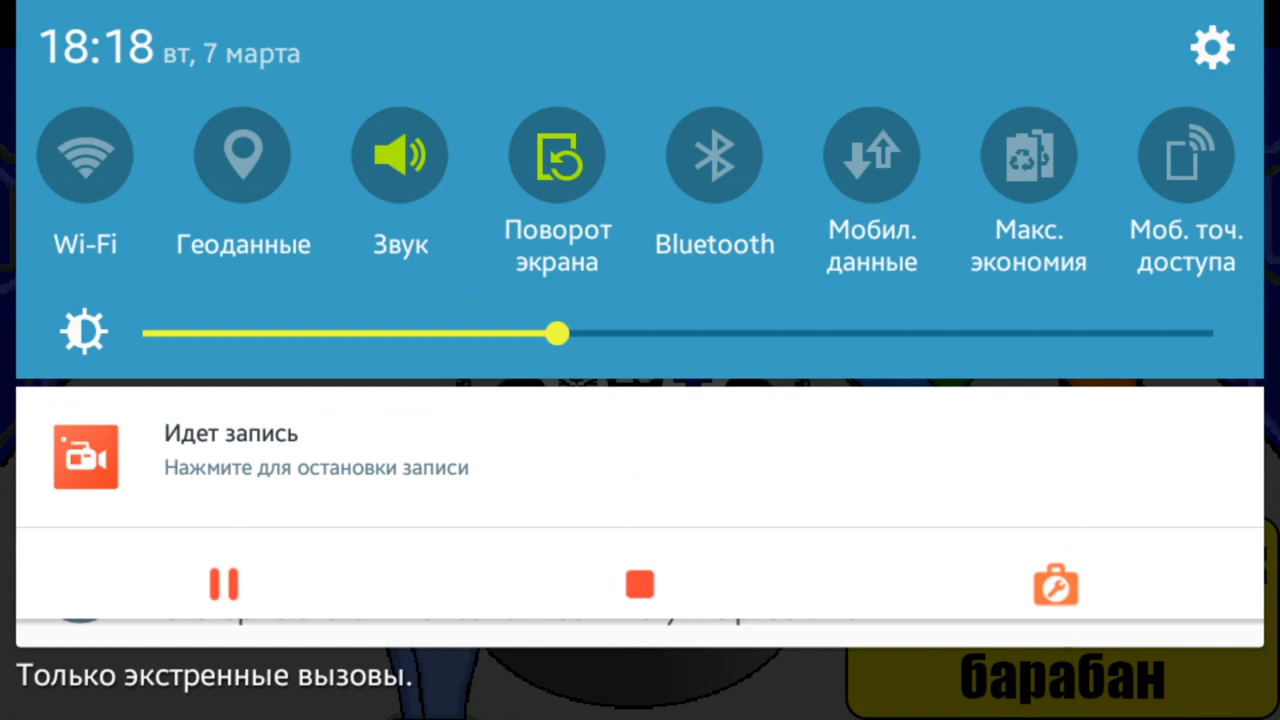 18:18 вт, 7 марта
Wi-Fi
Геоданные
Звук
Поворот
экрана
Bluetooth
Мобил.
данные
Макс.
экономия
Моб. точ.
доступа
Идет запись
Нажмите для остановки записи
Только экстренные вызовы.
барабан